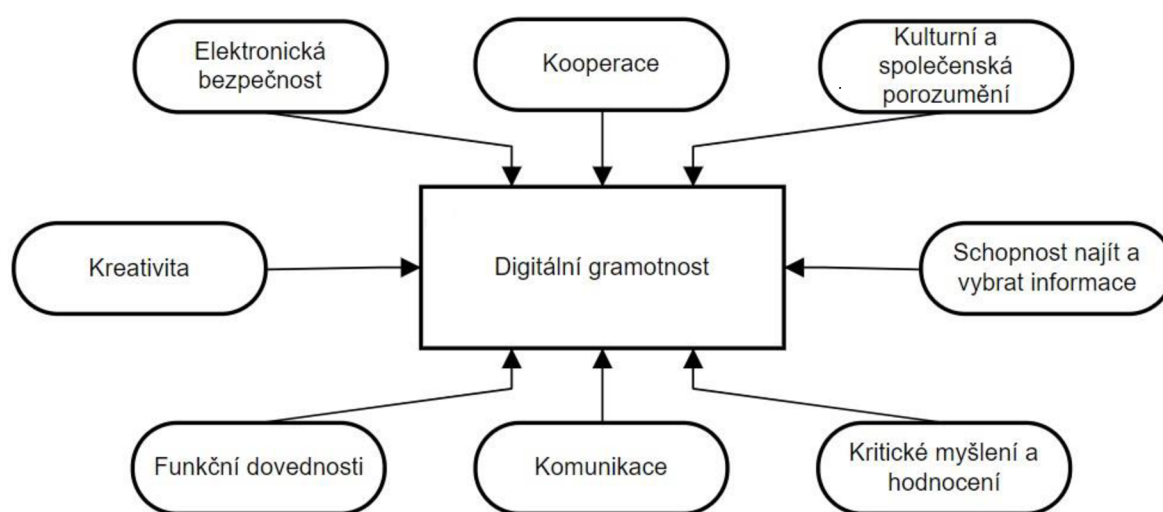 Elektronická
bezpečnost
Kooperace
Kulturní a
společenská
porozumění
Kreativita
Digitální gramotnost
Schopnost najít a
vybrat informace
Funkční dovednosti
Komunikace
Kritické myšlení a
hodnocení